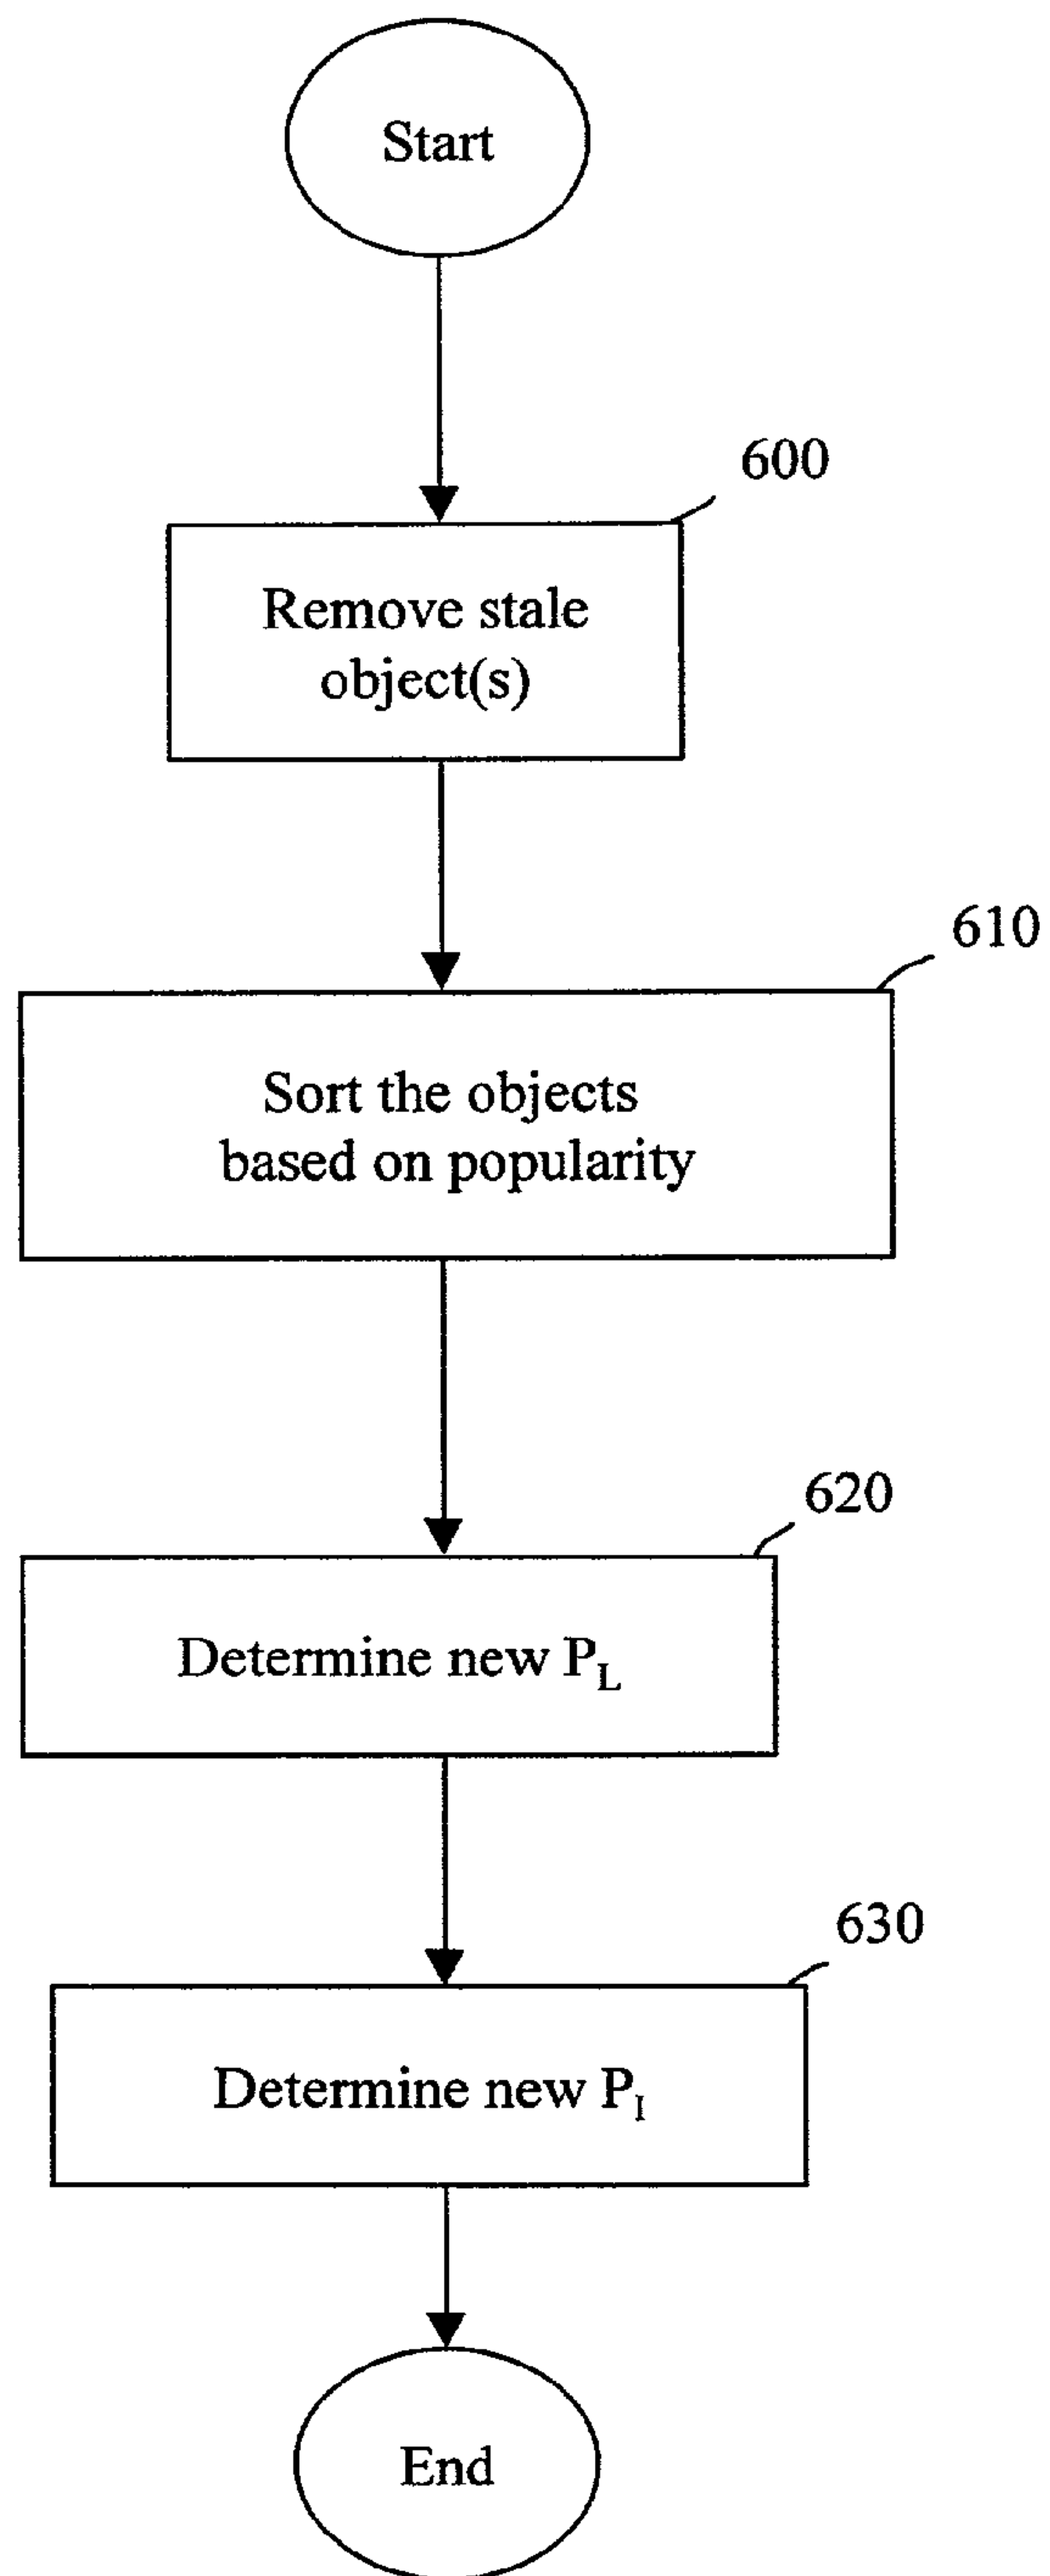 Start
600
Remove stale
object(s)
610
Sort the objects
based on popularity
620
Determine new P_L
630
Determine new P_I
End